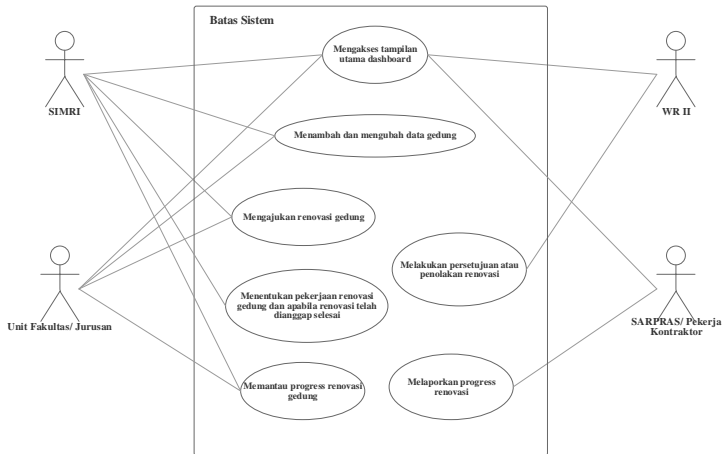 Batas Sistem
Mengakses tampilan
utama dashboard
SIMRI
WR II
Menambah dan mengubah data gedung
Mengajukan renovasi gedung
Melakukan persetujuan atau
penolakan renovasi
Menentukan pekerjaan renovasi
gedung dan apabila renovasi telah
dianggap selesai
Unit Fakultas/ Jurusan
SARPRAS/ Pekerja
Kontraktor
Memantau progress renovasi
gedung
Melaporkan progress
renovasi